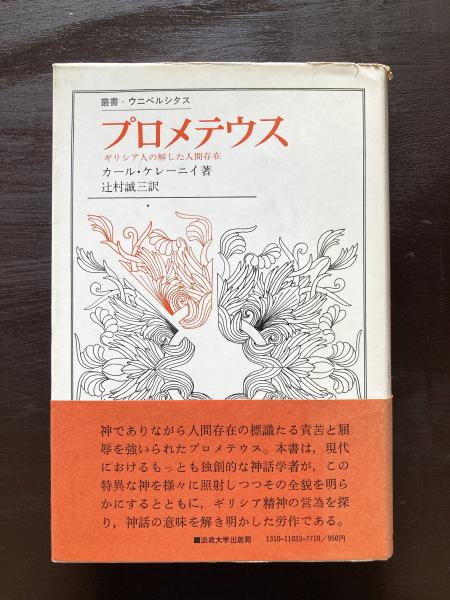 叢書・ウニベルシタス
プロメテウス
ギリシア人の解した人間存在
カール・ケレーニイ著
辻村誠三訳
神でありながら人間存在の標識たる責苦と屈
辱を強いられたプロメテウス。本書は，現代
におけるもっとも独創的な神話学者が，この
特異な神を様々に照射しつつその全貌を明ら
かにするとともに，ギリシア精神の営為を探
り，神話の意味を解き明かした労作である。
■法政大学出版局 1310-11033-7710／950円